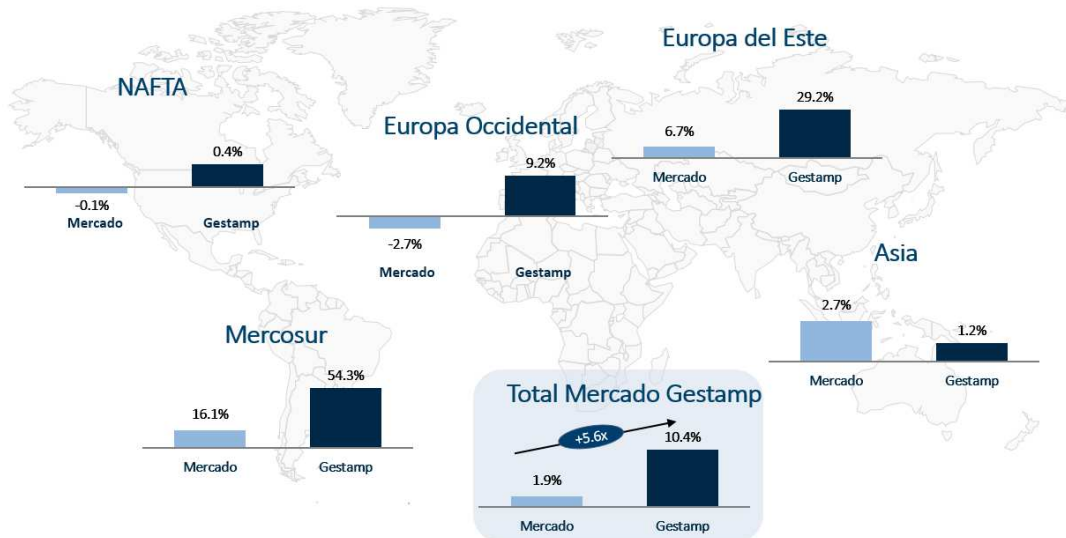 Europa del Este
29.2%
6.7%
Mercado
Gestamp
NAFTA
0.4%
-0.1%
Mercado
Gestamp
Europa Occidental
9.2%
-2.7%
Mercado
Gestamp
Asia
2.7%
1.2%
Mercado
Gestamp
Mercosur
54.3%
16.1%
Mercado
Gestamp
Total Mercado Gestamp
+5.6x
10.4%
1.9%
Mercado
Gestamp